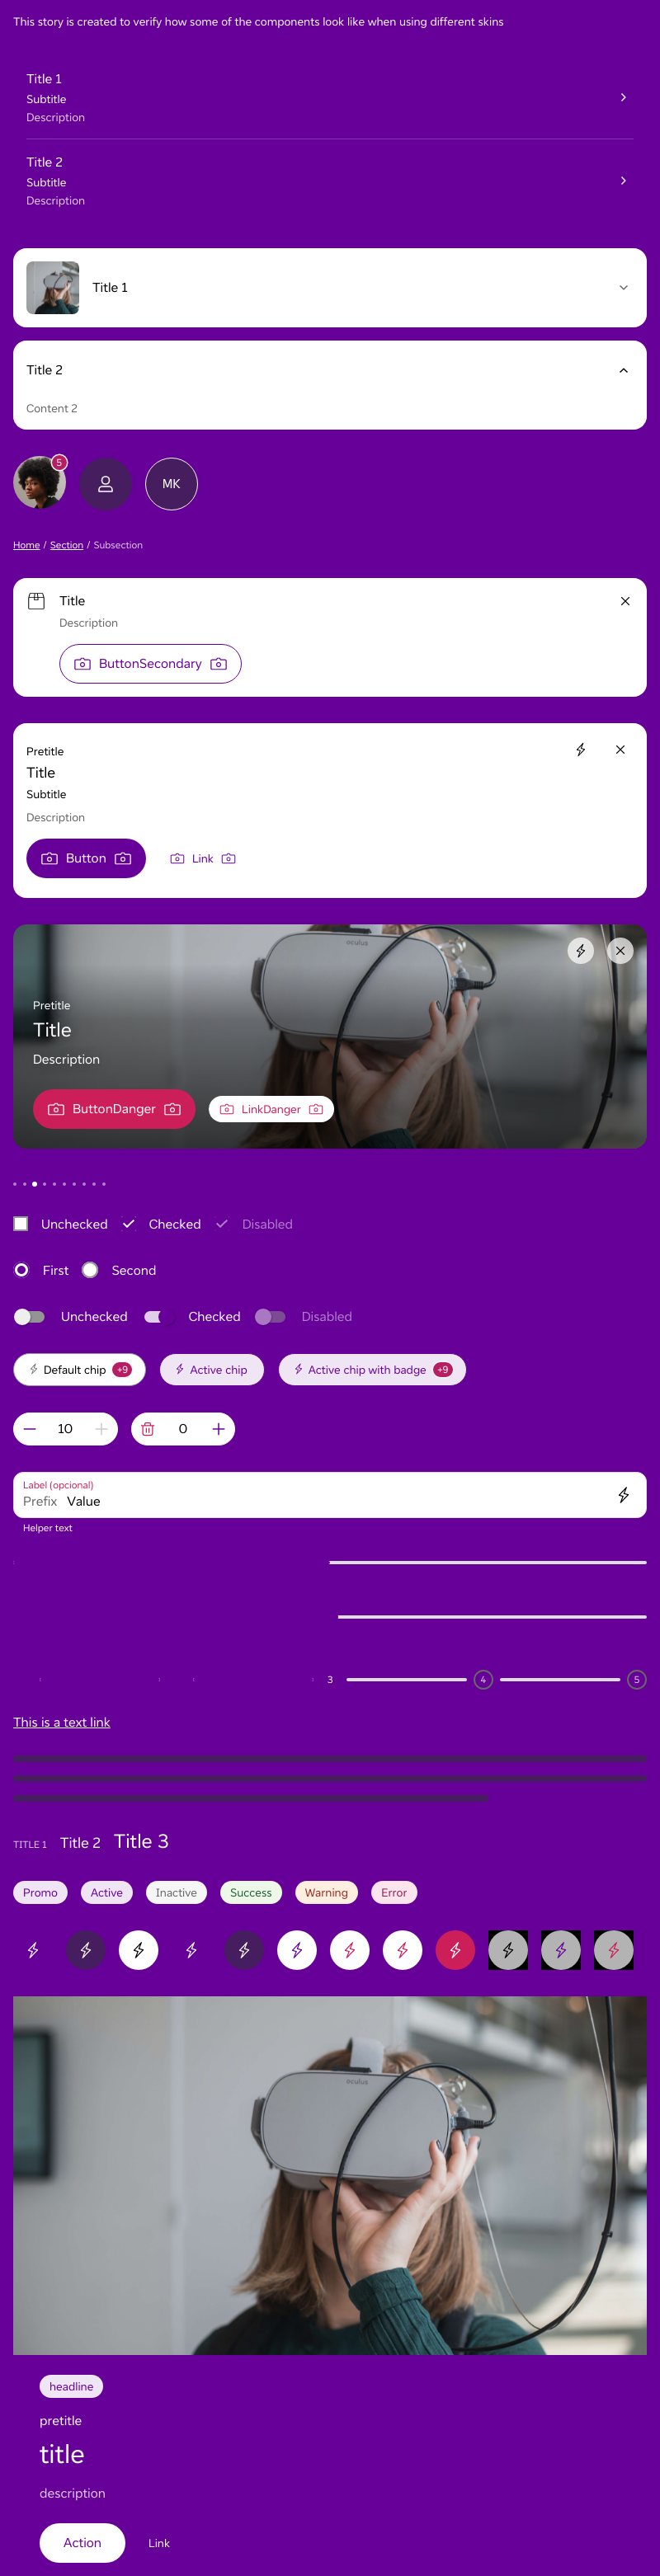 This story is created to verify how some of the components look like when using different skins
Title 1
Subtitle
Description
Title 2
Subtitle
Description
Title 1
Title 2
Content 2
5
MK
Home / Section / Subsection
Title
Description
ButtonSecondary
Pretitle
Title
Subtitle
Description
Button Link
oculus
Pretitle
Title
Description
ButtonDanger LinkDanger
Unchecked Checked Disabled
First Second
Unchecked Checked Disabled
Default chip +9 Active chip Active chip with badge +9
10 0
Label (opcional)
Prefix Value
Helper text
3 4 5
This is a text link
TITLE 1 Title 2 Title 3
Promo Active Inactive Success Warning Error
oculus
headline
pretitle
title
description
Action Link